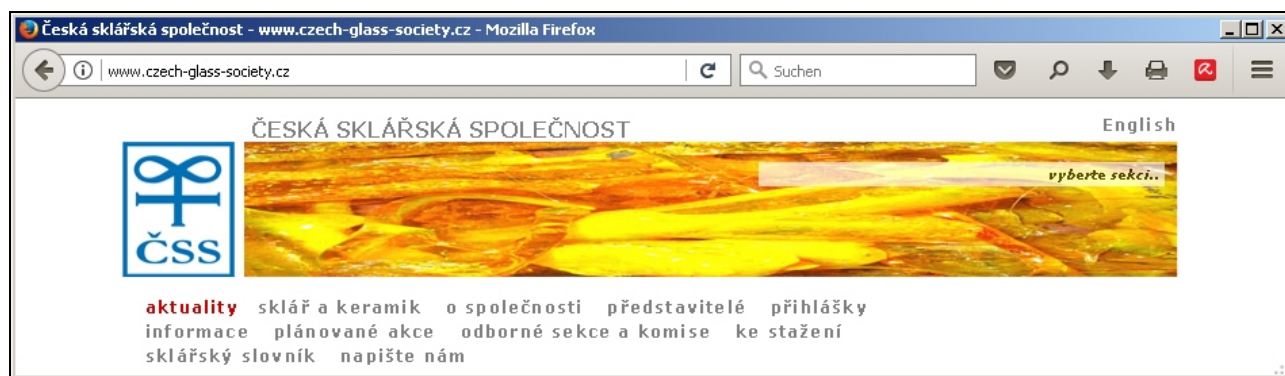 Česká sklářská společnost - www.czech-glass-society.cz - Mozilla Firefox
www.czech-glass-society.cz
Suchen
ČESKÁ SKLÁŘSKÁ SPOLEČNOST
English
vyberte sekci..
ČSS
aktuality sklář a keramik o společnosti představitelé přihlášky
informace plánované akce odborné sekce a komise ke stažení
sklářský slovník napište nám